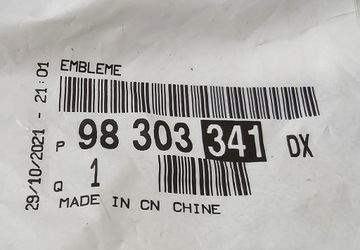 EMBLEME
P 98 303 341 DX
Q 1
MADE IN CN CHINE
29/10/2021 - 21:01